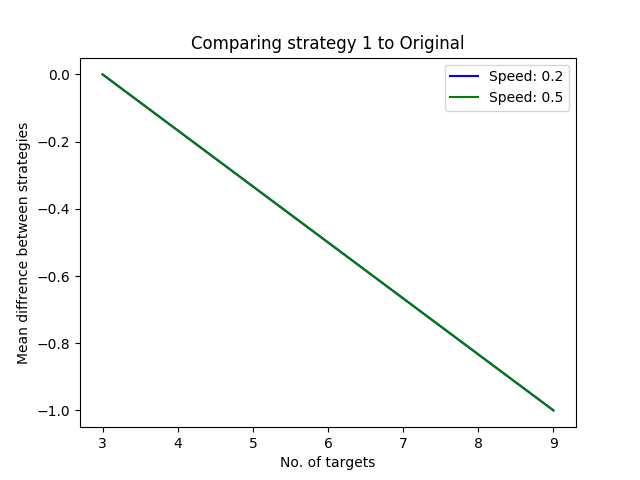 Comparing strategy 1 to Original
Speed: 0.2
Speed: 0.5
Mean diffrence between strategies
0.0
−0.2
−0.4
−0.6
−0.8
−1.0
3 4 5 6 7 8 9
No. of targets